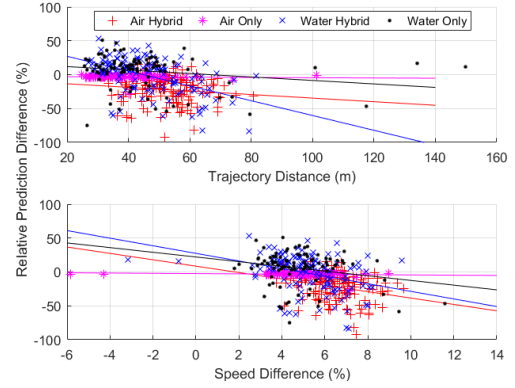 Air Hybrid Air Only Water Hybrid Water Only
100
50
0
-50
-100
20 40 60 80 100 120 140 160
Trajectory Distance (m)
Relative Prediction Difference (%)
100
50
0
-50
-100
-6 -4 -2 0 2 4 6 8 10 12 14
Speed Difference (%)